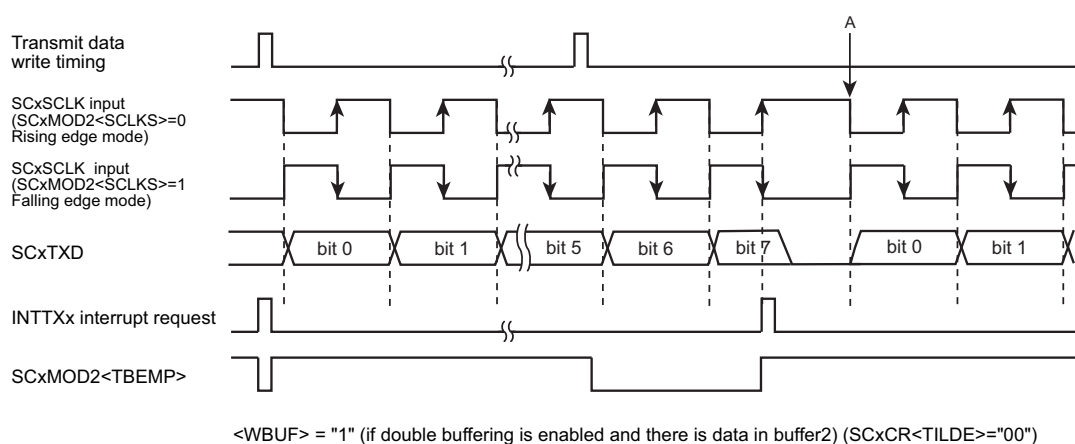 A
Transmit data
write timing
SCxSCLK input
(SCxMOD2<SCLKS>=0
Rising edge mode)
SCxSCLK input
(SCxMOD2<SCLKS>=1
Falling edge mode)
SCxTXD
bit 0
bit 1
bit 5
bit 6
bit 7
bit 0
bit 1
INTTXx interrupt request
SCxMOD2<TBEMP>
<WBUF> = "1" (if double buffering is enabled and there is data in buffer2) (SCxCR<TILDE>="00")